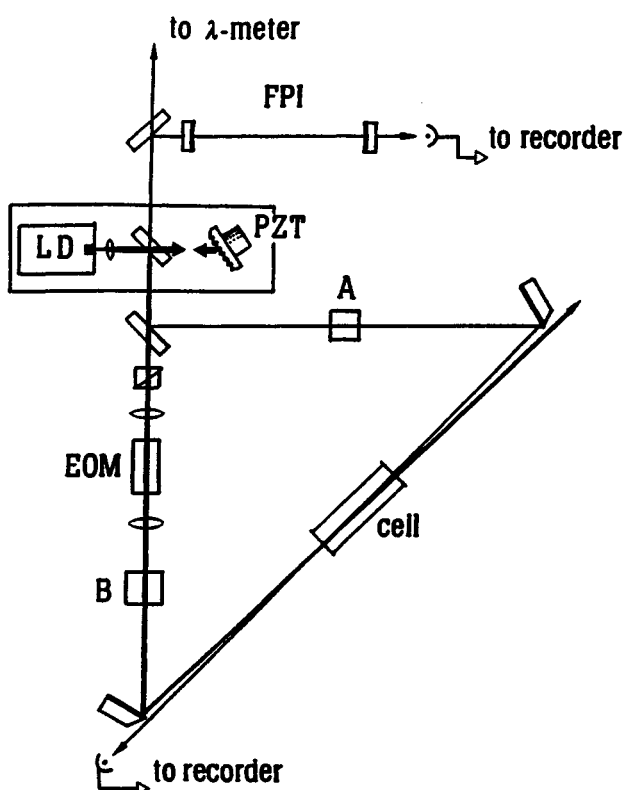 to λ-meter
FPI
to recorder
LD
PZT
A
EOM
cell
B
to recorder